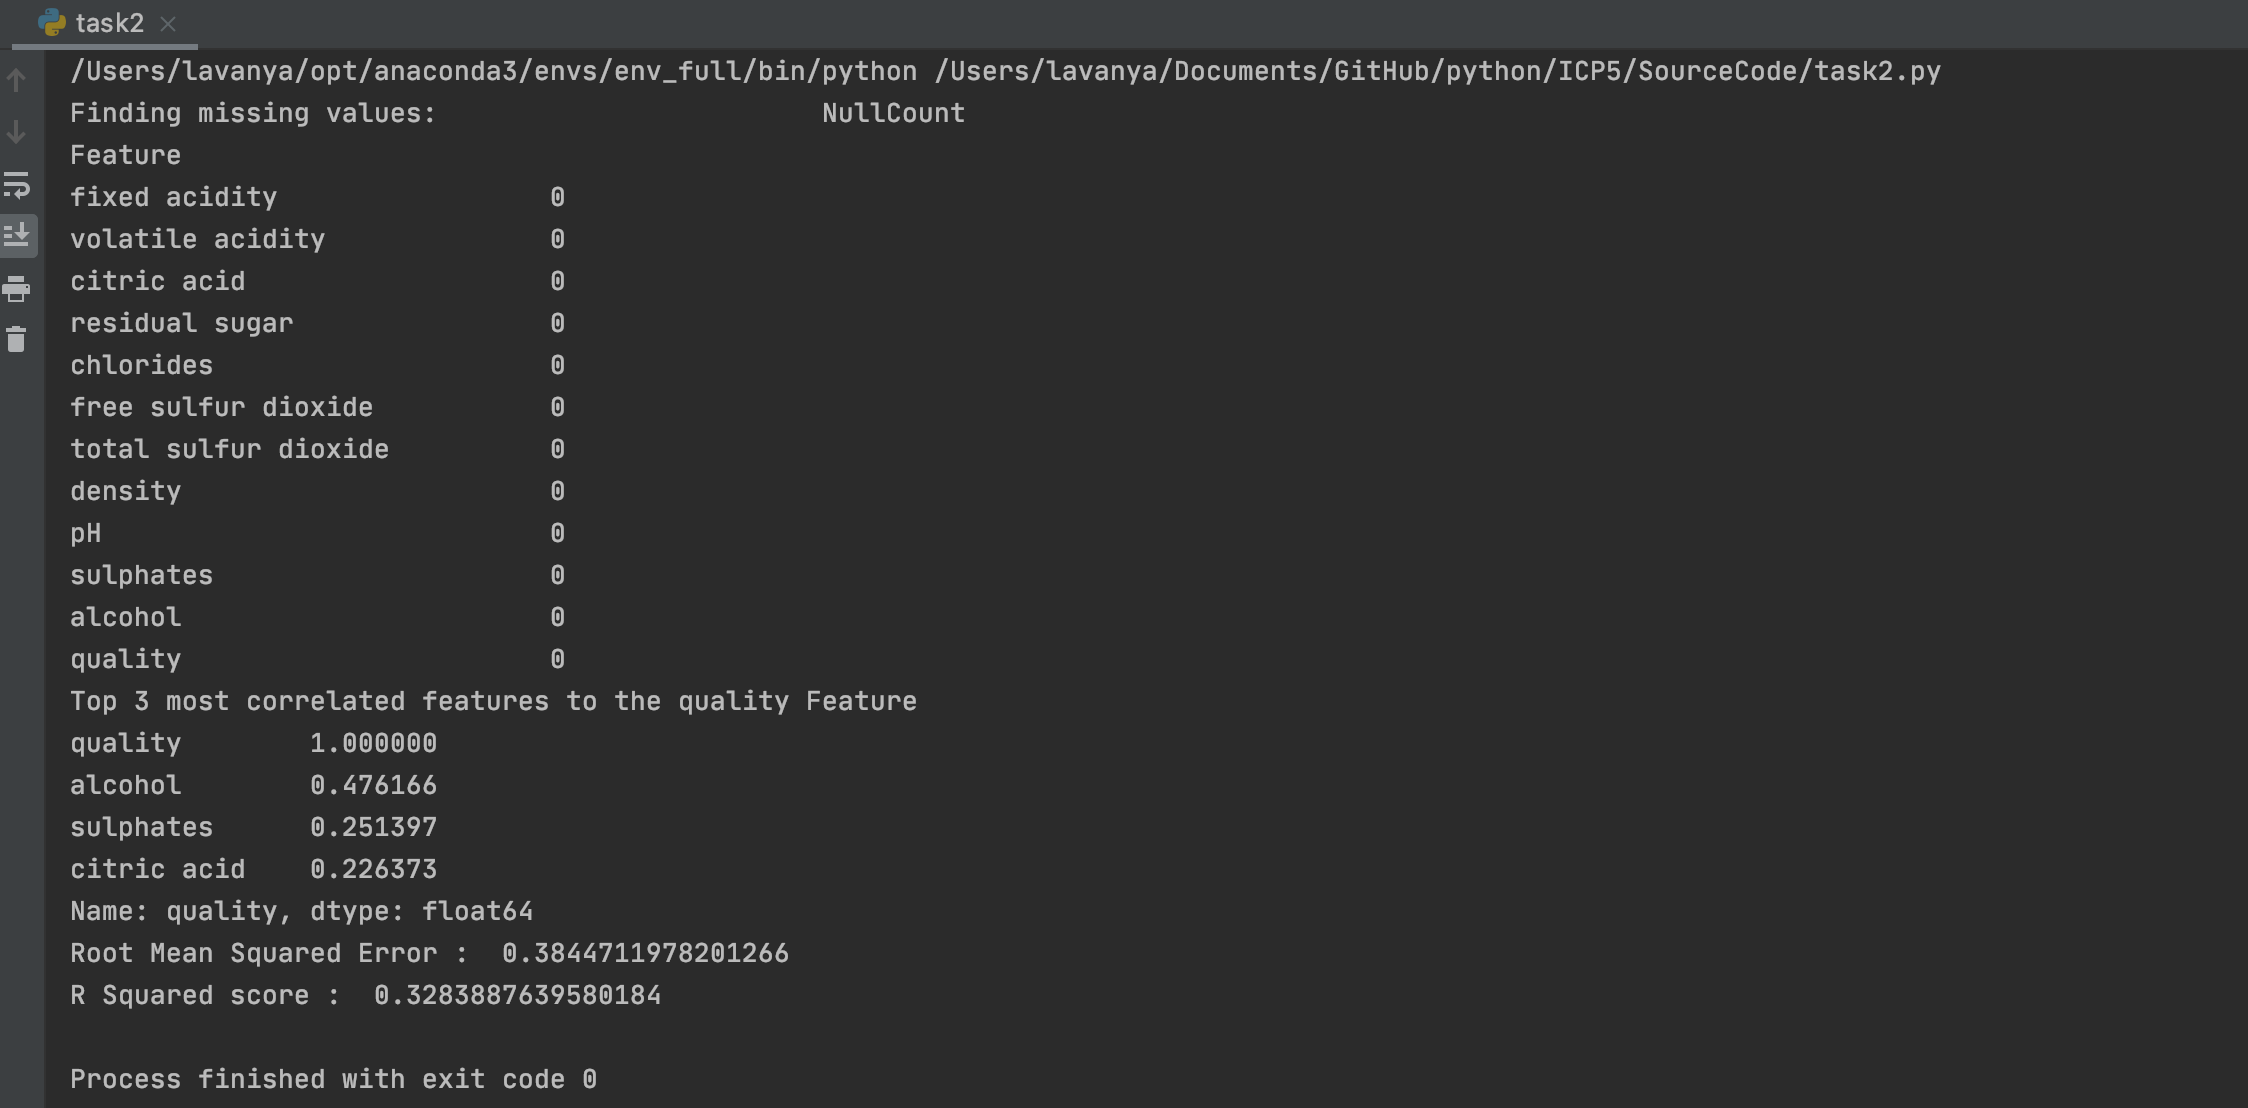 task2
/Users/lavanya/opt/anaconda3/envs/env_full/bin/python /Users/lavanya/Documents/GitHub/python/ICP5/SourceCode/task2.py
Finding missing values:                        NullCount
Feature
fixed acidity                 0
volatile acidity              0
citric acid                   0
residual sugar                0
chlorides                     0
free sulfur dioxide           0
total sulfur dioxide          0
density                       0
pH                            0
sulphates                     0
alcohol                       0
quality                       0
Top 3 most correlated features to the quality Feature
quality        1.000000
alcohol        0.476166
sulphates      0.251397
citric acid    0.226373
Name: quality, dtype: float64
Root Mean Squared Error :  0.3844711978201266
R Squared score :  0.3283887639580184
Process finished with exit code 0